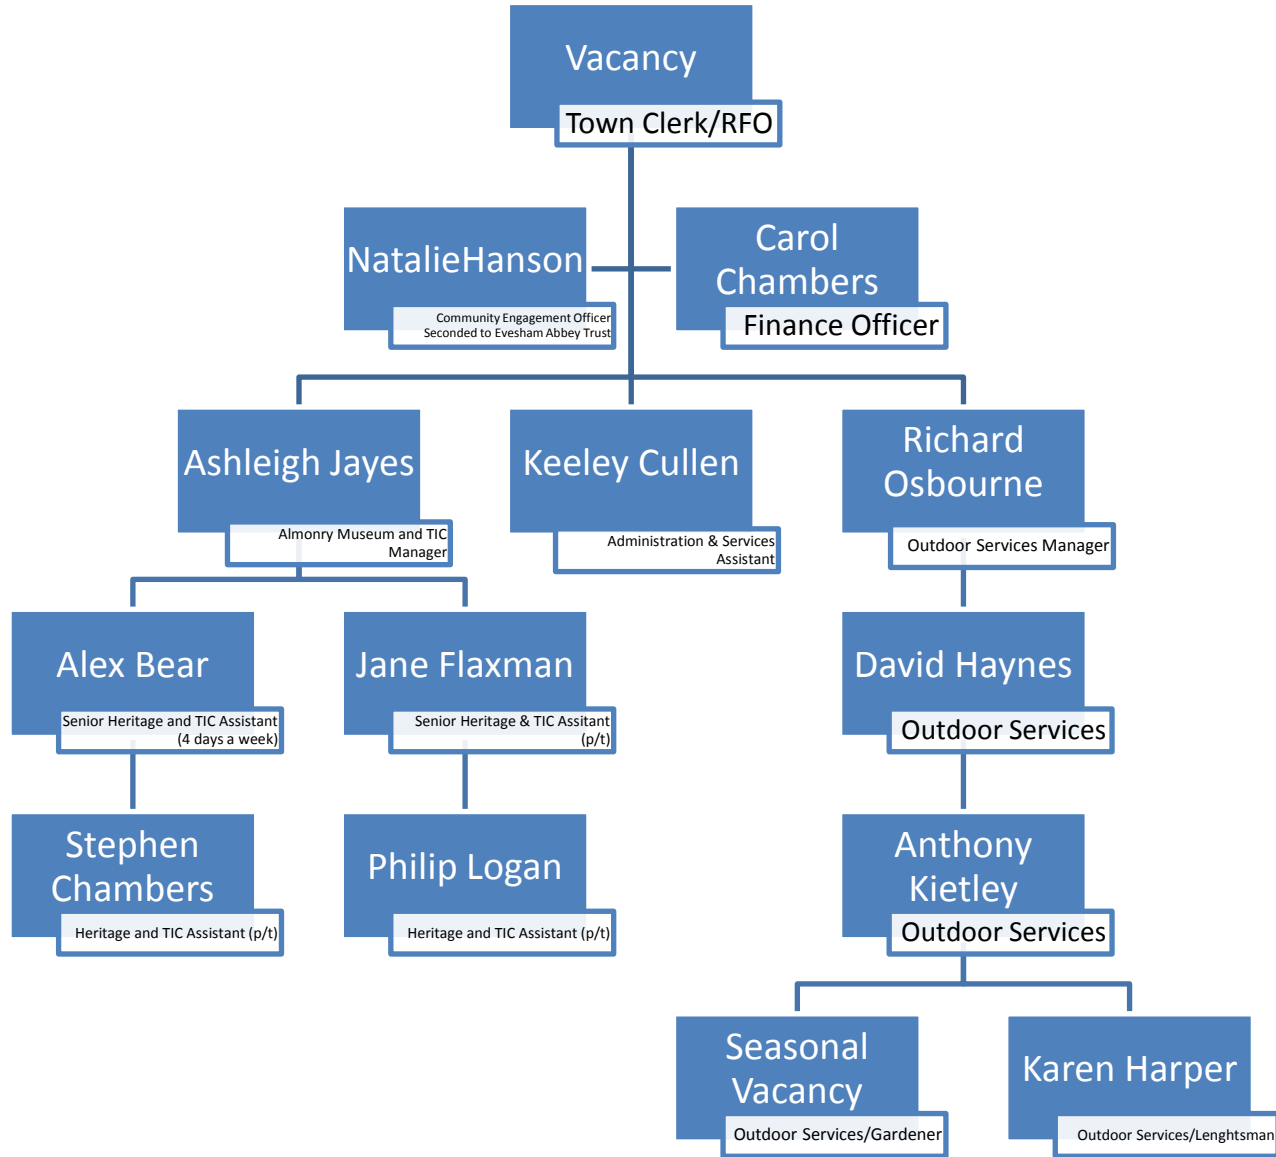 Vacancy
Town Clerk/RFO
NatalieHanson
Community Engagement Officer
Seconded to Evesham Abbey Trust
Carol
Chambers
Finance Officer
Ashleigh Jayes
Almonry Museum and TIC
Manager
Keeley Cullen
Administration & Services
Assistant
Richard
Osbourne
Outdoor Services Manager
Alex Bear
Senior Heritage and TIC Assistant
(4 days a week)
Jane Flaxman
Senior Heritage & TIC Assitant
(p/t)
David Haynes
Outdoor Services
Stephen
Chambers
Heritage and TIC Assistant (p/t)
Philip Logan
Heritage and TIC Assistant (p/t)
Anthony
Kietley
Outdoor Services
Seasonal
Vacancy
Outdoor Services/Gardener
Karen Harper
Outdoor Services/Lenghtsman